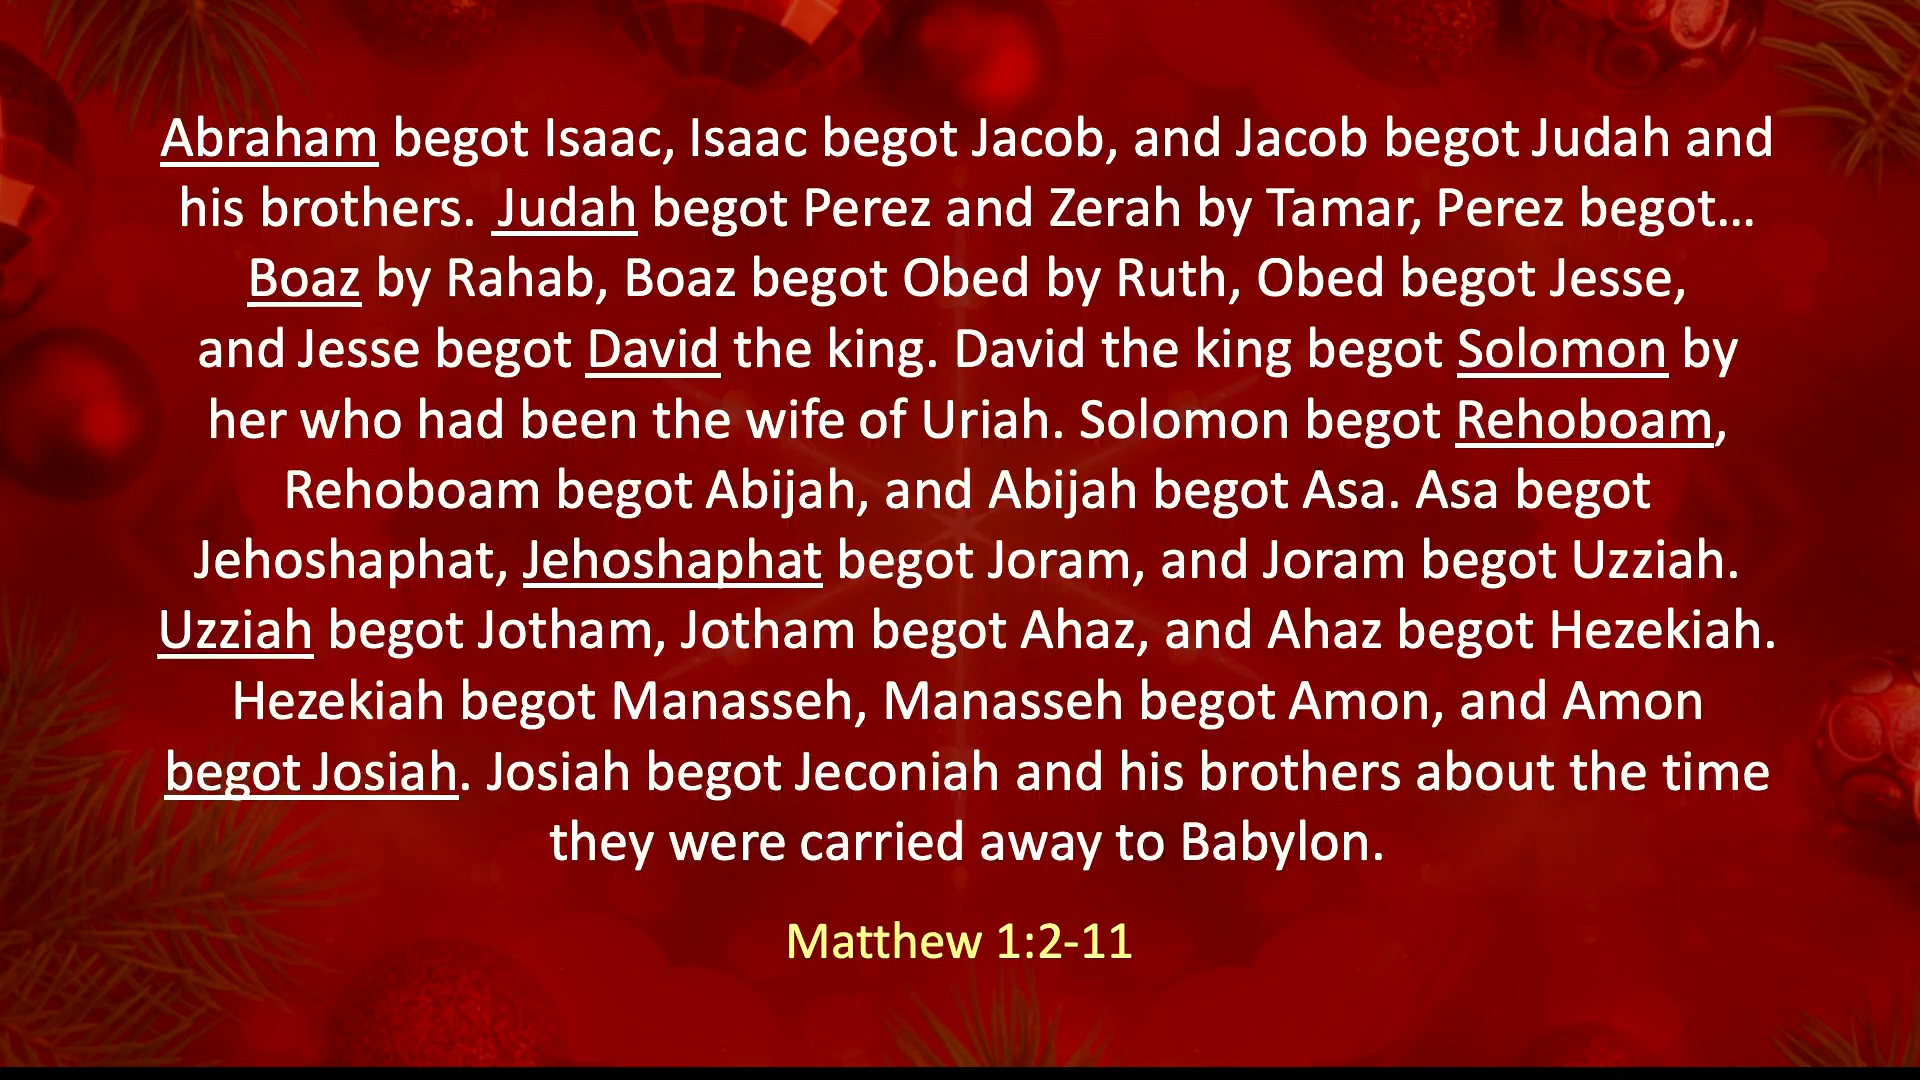 Abraham begot Isaac, Isaac begot Jacob, and Jacob begot Judah and
his brothers. Judah begot Perez and Zerah by Tamar, Perez begot…
Boaz by Rahab, Boaz begot Obed by Ruth, Obed begot Jesse,
and Jesse begot David the king. David the king begot Solomon by
her who had been the wife of Uriah. Solomon begot Rehoboam,
Rehoboam begot Abijah, and Abijah begot Asa. Asa begot
Jehoshaphat, Jehoshaphat begot Joram, and Joram begot Uzziah.
Uzziah begot Jotham, Jotham begot Ahaz, and Ahaz begot Hezekiah.
Hezekiah begot Manasseh, Manasseh begot Amon, and Amon
begot Josiah. Josiah begot Jeconiah and his brothers about the time
they were carried away to Babylon.
Matthew 1:2-11